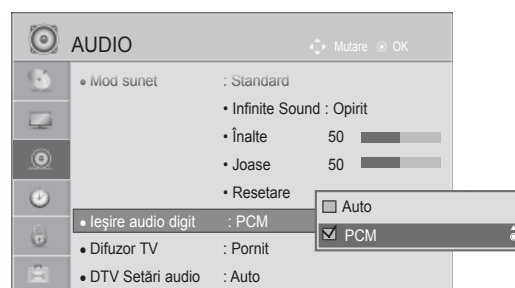 AUDIO
Mutare OK
• Mod sunet : Standard
• Infinite Sound : Opirit
• Înalte 50
• Joase 50
• Resetare
• Ieşire audio digit : PCM
• Difuzor TV : Pornit
• DTV Setări audio : Auto
Auto
PCM